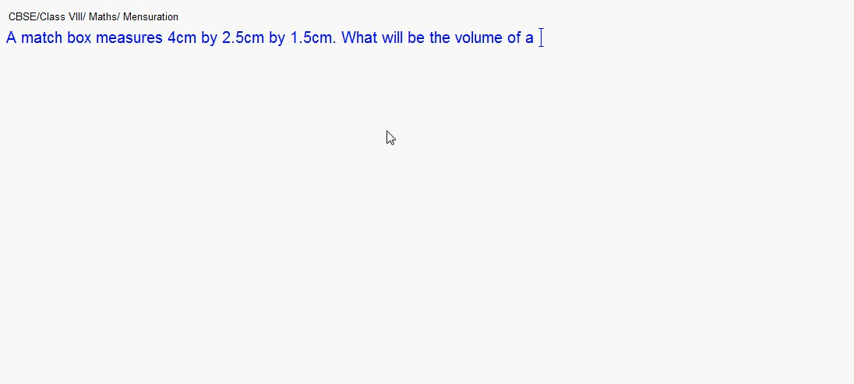 CBSE/Class VIII/ Maths/ Mensuration
A match box measures 4cm by 2.5cm by 1.5cm. What will be the volume of a